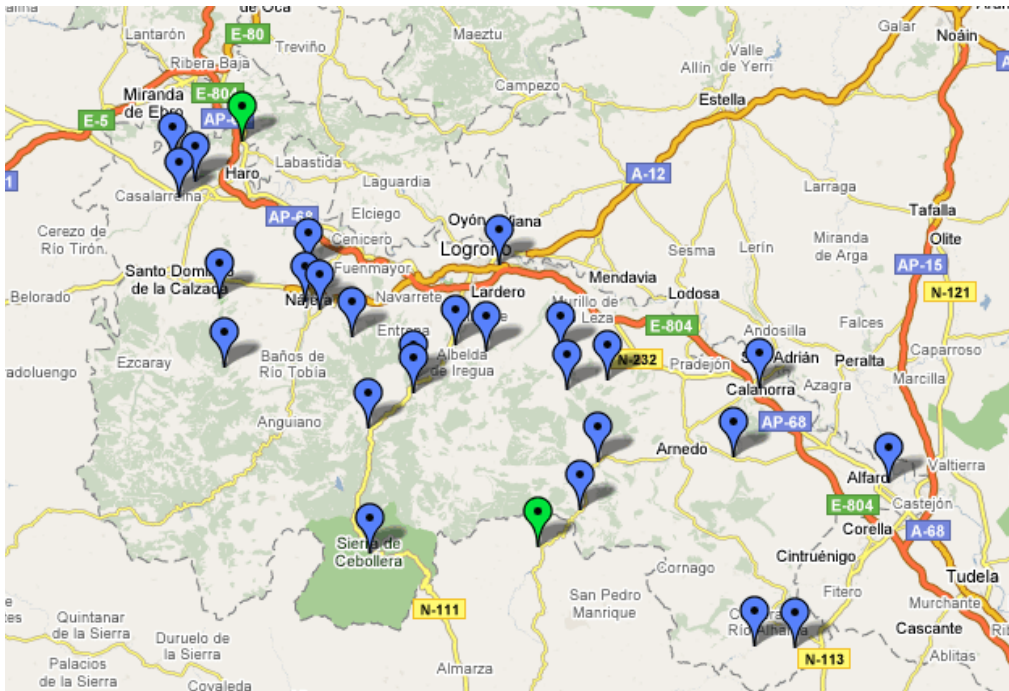 de Oca
Galar
Noáin
Lantarón
E-80
Treviño
Maeztu
Valle
de Yerri
Allín
Ribera Baja
Campezo
Miranda
de Ebro
E-804
Estella
E-5
AP-68
Haro
Labastida
A-12
Casalarreina
Laguardia
Larraga
Tafalla
Elciego
Oyón
Viana
Cerezo de
Río Tirón
AP-68
Cenicero
Logroño
Sesma
Lerín
Miranda
de Arga
Olite
AP-15
Santo Domingo
de la Calzada
Fuenmayor
Mendavia
Belorado
Nájera
Navarrete
Lardero
Murillo de
Leza
Lodosa
N-121
Entrena
E-804
Andosilla
Falces
Ezcaray
Baños de
Río Tobía
Albelda
de Iregua
N-232
Pradejón
San Adrián
Peralta
Caparroso
Calahorra
Azagra
Marcilla
Anguiano
AP-68
Arnedo
Alfaro
Valtierra
E-804
Castejón
Corella
A-68
Sierra de
Cebollera
Cintruénigo
Cornago
Tudela
N-111
San Pedro
Manrique
Fitero
Murchante
Quintanar
de la Sierra
Duruelo de
la Sierra
Río Alhama
Cascante
N-113
Ablitas
Palacios
de la Sierra
Almarza
Covaleda